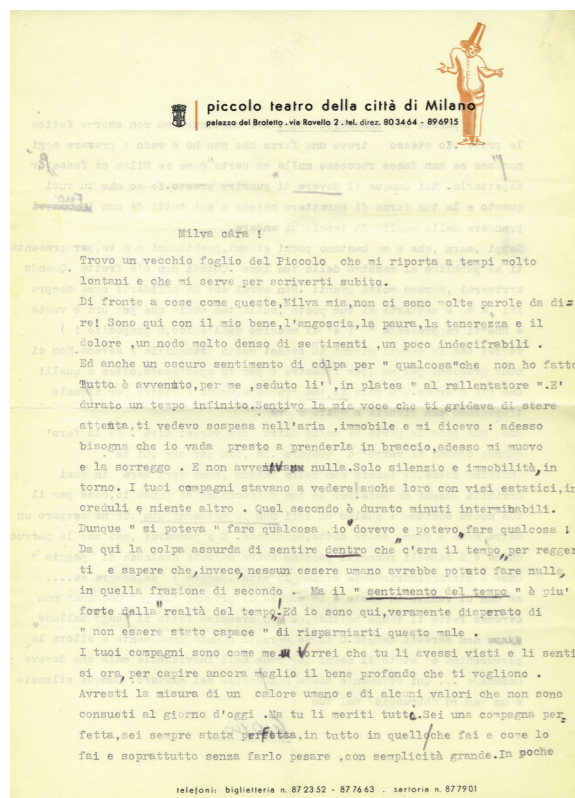 piccolo teatro della città di Milano
palazzo del Broletto . via Rovello 2 . tel. direz. 803464 - 896915
Milva cara !
Trovo un vecchio foglio del Piccolo che mi riporta a tempi molto
lontani e che mi serve per scriverti subito.
Di fronte a cose come queste,Milva mia,non ci sono molte parole da di=
re! Sono qui con il mio bene,l'angoscia,la paura,la tenerezza e il
dolore ,un nodo molto denso di se timenti ,un poco indecifrabili .
Ed anche un oscuro sentimento di colpa per " qualcosa"che non ho fatto
Tutto è avvenuto,per me ,seduto li' ,in platea " al rallentatore ".E'
durato un tempo infinito.Sentivo la mia voce che ti gridava di stare
attenta,ti vedevo sospesa nell'aria ,immobile e mi dicevo : adesso
bisogna che io vada presto a prenderla in braccio,adesso mi muovo
e la sorreggo . E non nulla.Solo silenzio e immobilità,in
torno. I tuoi compagni stavano a vedere anche loro con visi estatici,in
creduli e niente altro . Quel secondo è durato minuti interminabili.
Dunque " si poteva " fare qualcosa .io dovevo e potevo fare qualcosa !
Da qui la colpa assurda di sentire dentro che "c'era il tempo" per regger
ti e sapere che,invece,nessun essere umano avrebbe potuto fare nulla,
in quella frazione di secondo . Ma il " sentimento del tempo " è piu'
forte della "realtà del tempo"!Ed io sono qui,veramente disperato di
" non essere stato capace " di risparmiarti questo male .
I tuoi compagni sono come me. Vorrei che tu li avessi visti e li senti
si ora,per capire ancora meglio il bene profondo che ti vogliono .
Avresti la misura di un calore umano e di alcuni valori che non sono
consueti al giorno d'oggi .Ma tu li meriti tutti.Sei una compagna per
fetta,sei sempre stata perfetta,in tutto in quello che fai e come lo
fai e soprattutto senza farlo pesare ,con semplicità grande.In poche
telefoni: biglietteria n. 872352 - 877663 . sartoria n. 877901